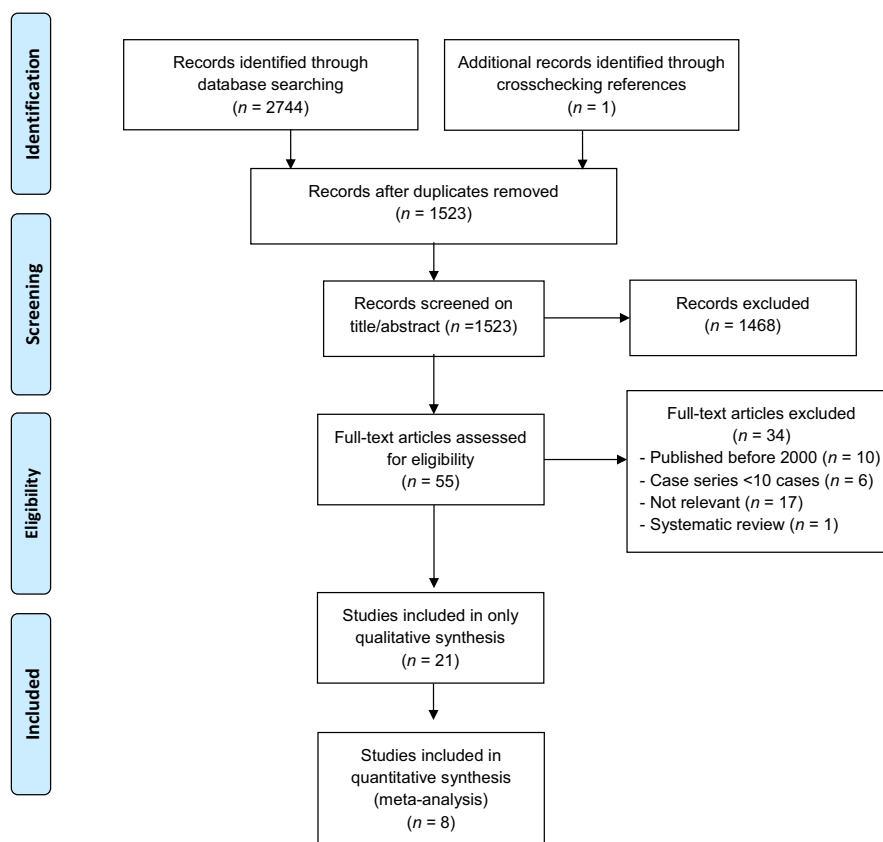 Identification
Records identified through
database searching
(n = 2744)
Additional records identified through
crosschecking references
(n = 1)
Records after duplicates removed
(n = 1523)
Screening
Records screened on
title/abstract (n =1523)
Records excluded
(n = 1468)
Eligibility
Full-text articles assessed
for eligibility
(n = 55)
Full-text articles excluded
(n = 34)
- Published before 2000 (n = 10)
- Case series <10 cases (n = 6)
- Not relevant (n = 17)
- Systematic review (n = 1)
Included
Studies included in only
qualitative synthesis
(n = 21)
Studies included in
quantitative synthesis
(meta-analysis)
(n = 8)